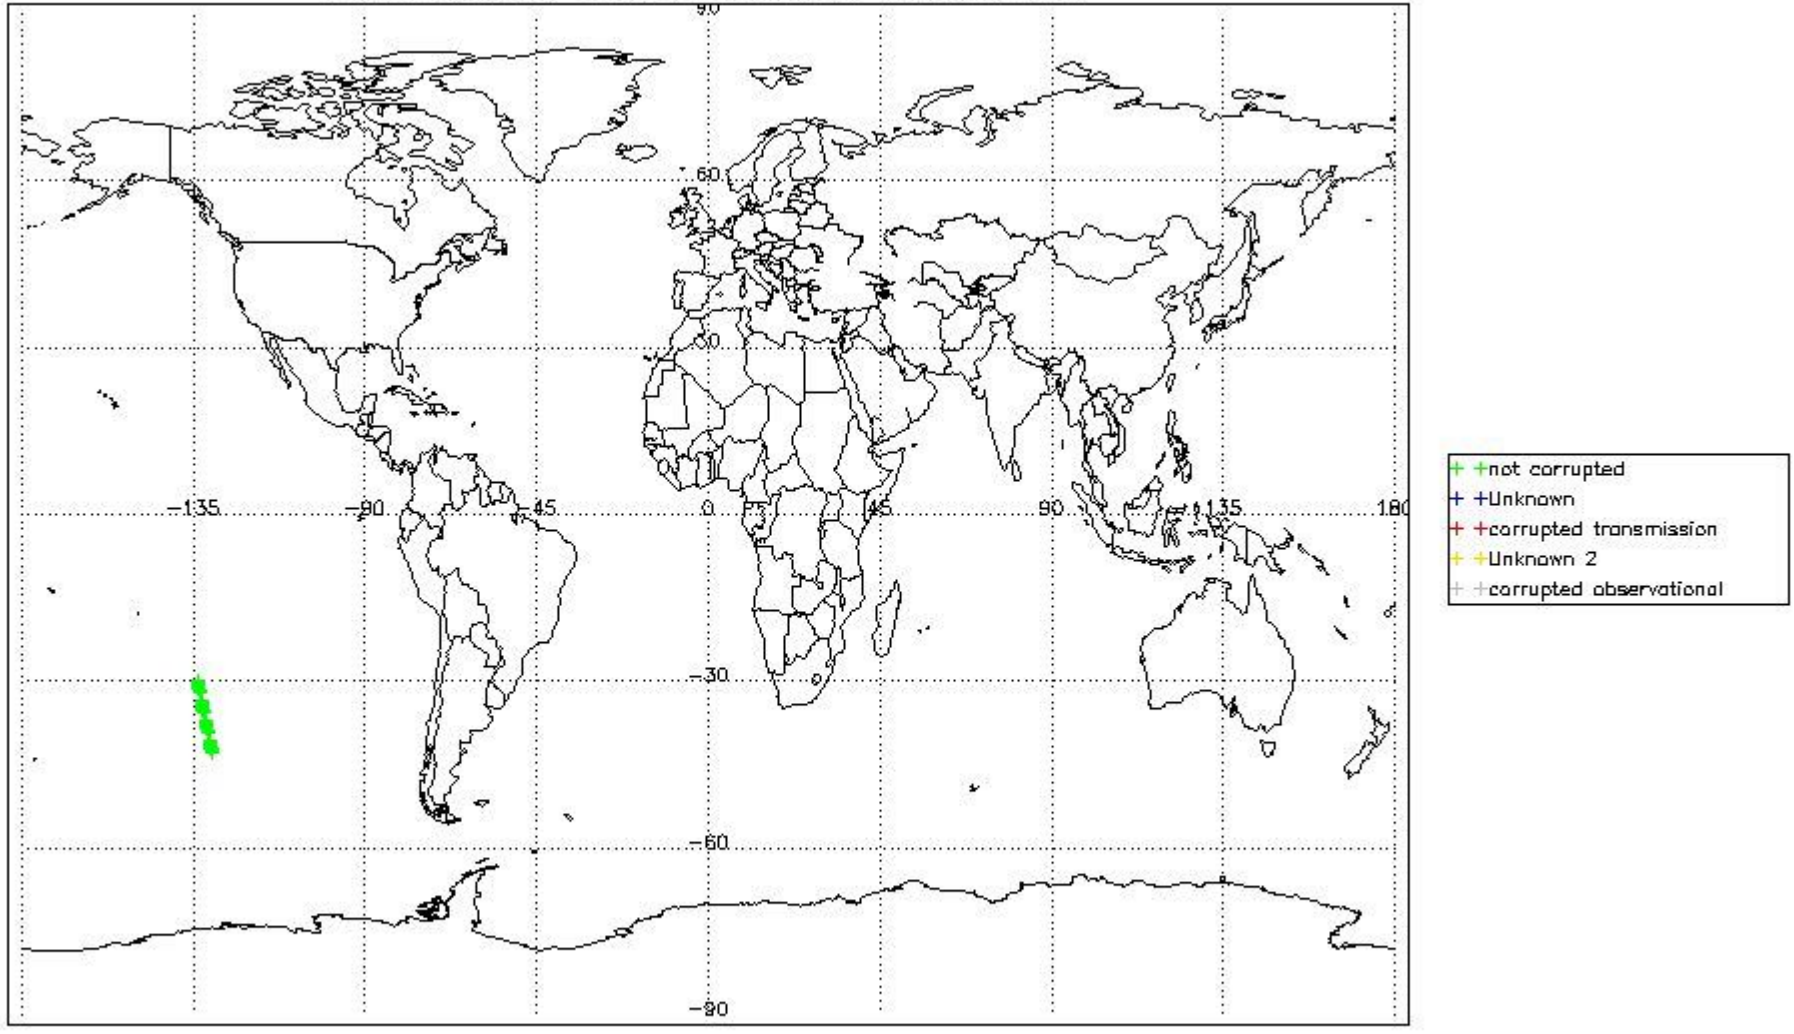 90
60
30
-135
-90
-45
0
45
90
135
180
-30
-60
-90
not corrupted
Unknown
corrupted transmission
Unknown 2
corrupted observational